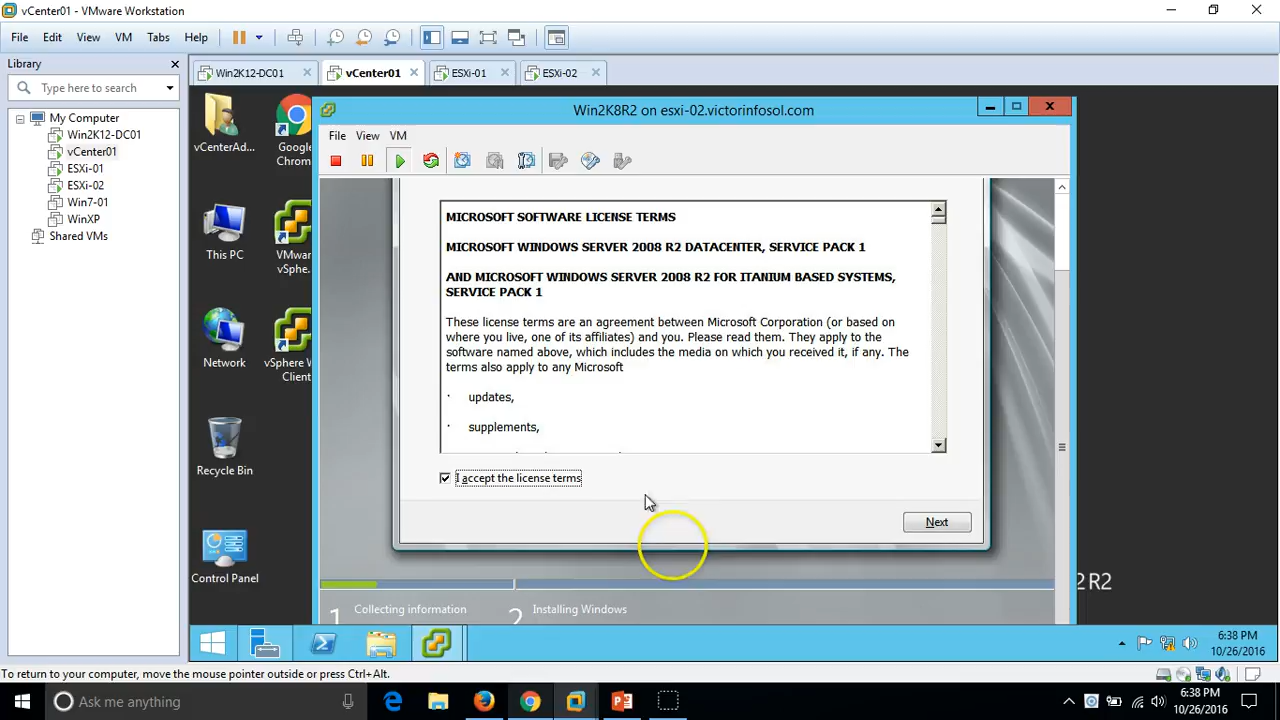 vCenter01 - VMware Workstation
File Edit View VM Tabs Help
Library
Type here to search
My Computer
Win2K12-DC01
vCenter01
ESXi-01
ESXi-02
Win7-01
WinXP
Shared VMs
Win2K12-DC01 vCenter01 ESXi-01 ESXi-02
vCenterAd...
Google
Chrom
This PC
VMwar
vSphe.
Network
vSphere W
Client
Recycle Bin
Control Panel
Win2K8R2 on esxi-02.victorinfosol.com
File View VM
MICROSOFT SOFTWARE LICENSE TERMS
MICROSOFT WINDOWS SERVER 2008 R2 DATACENTER, SERVICE PACK 1
AND MICROSOFT WINDOWS SERVER 2008 R2 FOR ITANIUM BASED SYSTEMS,
SERVICE PACK 1
These license terms are an agreement between Microsoft Corporation (or based on
where you live, one of its affiliates) and you. Please read them. They apply to the
software named above, which includes the media on which you received it, if any. The
terms also apply to any Microsoft
· updates,
· supplements,
I accept the license terms
Next
1 Collecting information 2 Installing Windows
2 R2
6:38 PM
10/26/2016
To return to your computer, move the mouse pointer outside or press Ctrl+Alt.
Ask me anything
6:38 PM
10/26/2016